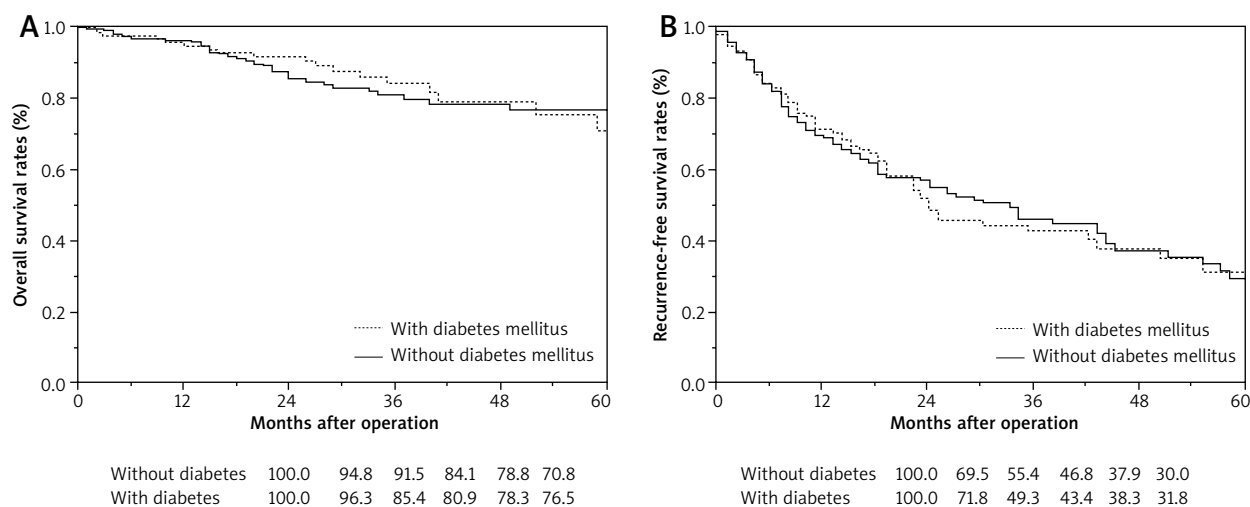 A
Overall survival rates (%)
1.0
0.8
0.6
0.4
0.2
0.0
With diabetes mellitus
Without diabetes mellitus
0 12 24 36 48 60
Months after operation
Without diabetes 100.0 94.8 91.5 84.1 78.8 70.8
With diabetes 100.0 96.3 85.4 80.9 78.3 76.5
B
Recurrence-free survival rates (%)
1.0
0.8
0.6
0.4
0.2
0.0
With diabetes mellitus
Without diabetes mellitus
0 12 24 36 48 60
Months after operation
Without diabetes 100.0 69.5 55.4 46.8 37.9 30.0
With diabetes 100.0 71.8 49.3 43.4 38.3 31.8